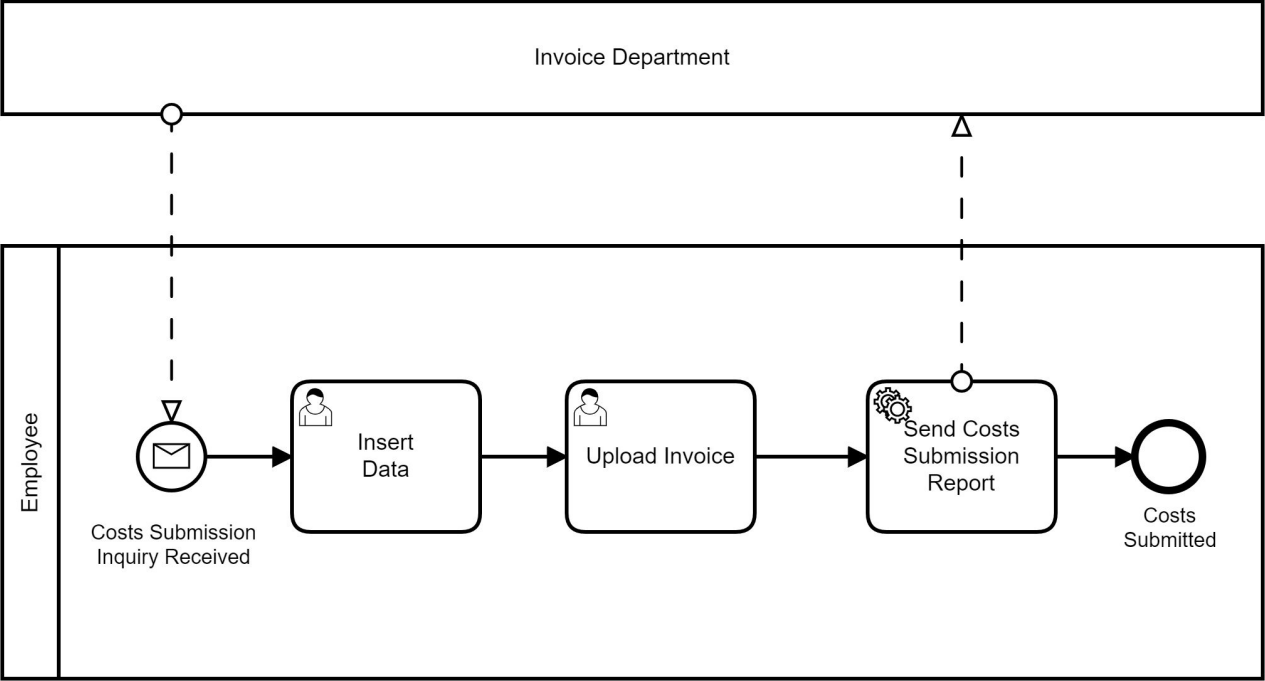 Invoice Department
Employee
Insert
Data
Upload Invoice
Send Costs
Submission
Report
Costs Submission
Inquiry Received
Costs
Submitted